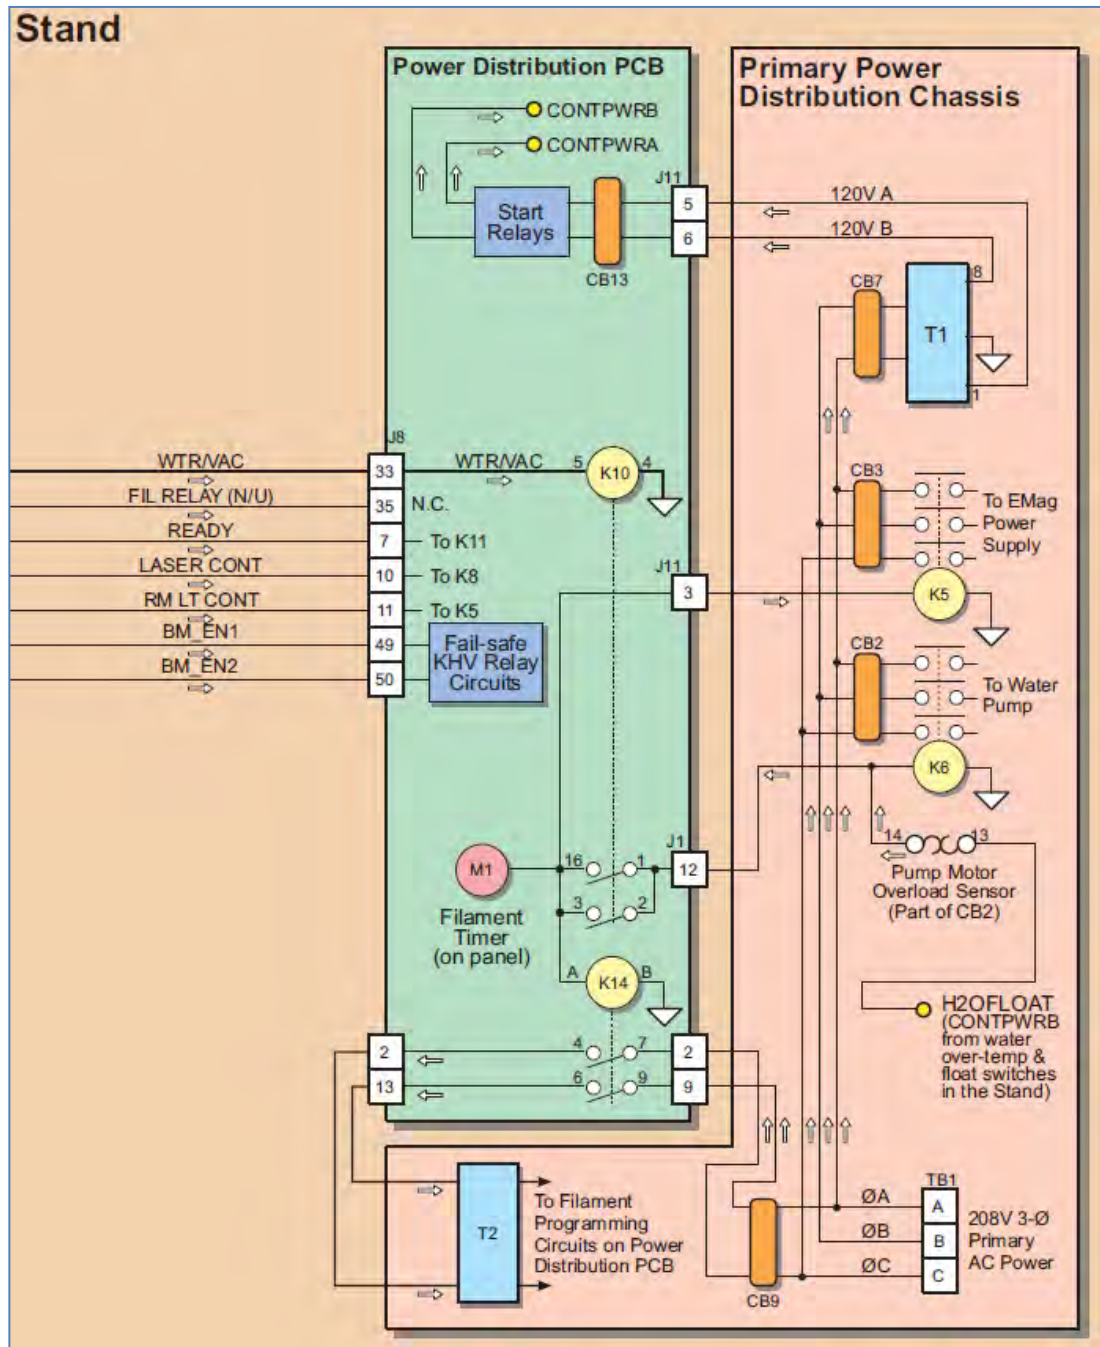 Stand
Power Distribution PCB
Primary Power
Distribution Chassis
CONTPWRB
CONTPWRA
J11
Start
Relays
CB13
5
6
120V A
120V B
CB7
T1
8
1
J8
WTR/VAC
33
WTR/VAC
5
K10
4
FIL RELAY (N/U)
35
N.C.
READY
7
To K11
LASER CONT
10
To K8
RM LT CONT
11
To K5
BM_EN1
49
BM_EN2
50
Fail-safe
KHV Relay
Circuits
J11
3
CB3
To EMag
Power
Supply
K5
CB2
To Water
Pump
K6
14
13
Pump Motor
Overload Sensor
(Part of CB2)
J1
12
M1
Filament
Timer
(on panel)
16
1
3
2
A
K14
B
H2OFLOAT
(CONTPWRB
from water
over-temp &
float switches
in the Stand)
2
4
7
2
13
6
9
9
T2
To Filament
Programming
Circuits on Power
Distribution PCB
CB9
TB1
ØA
A
ØB
B
ØC
C
208V 3-Ø
Primary
AC Power